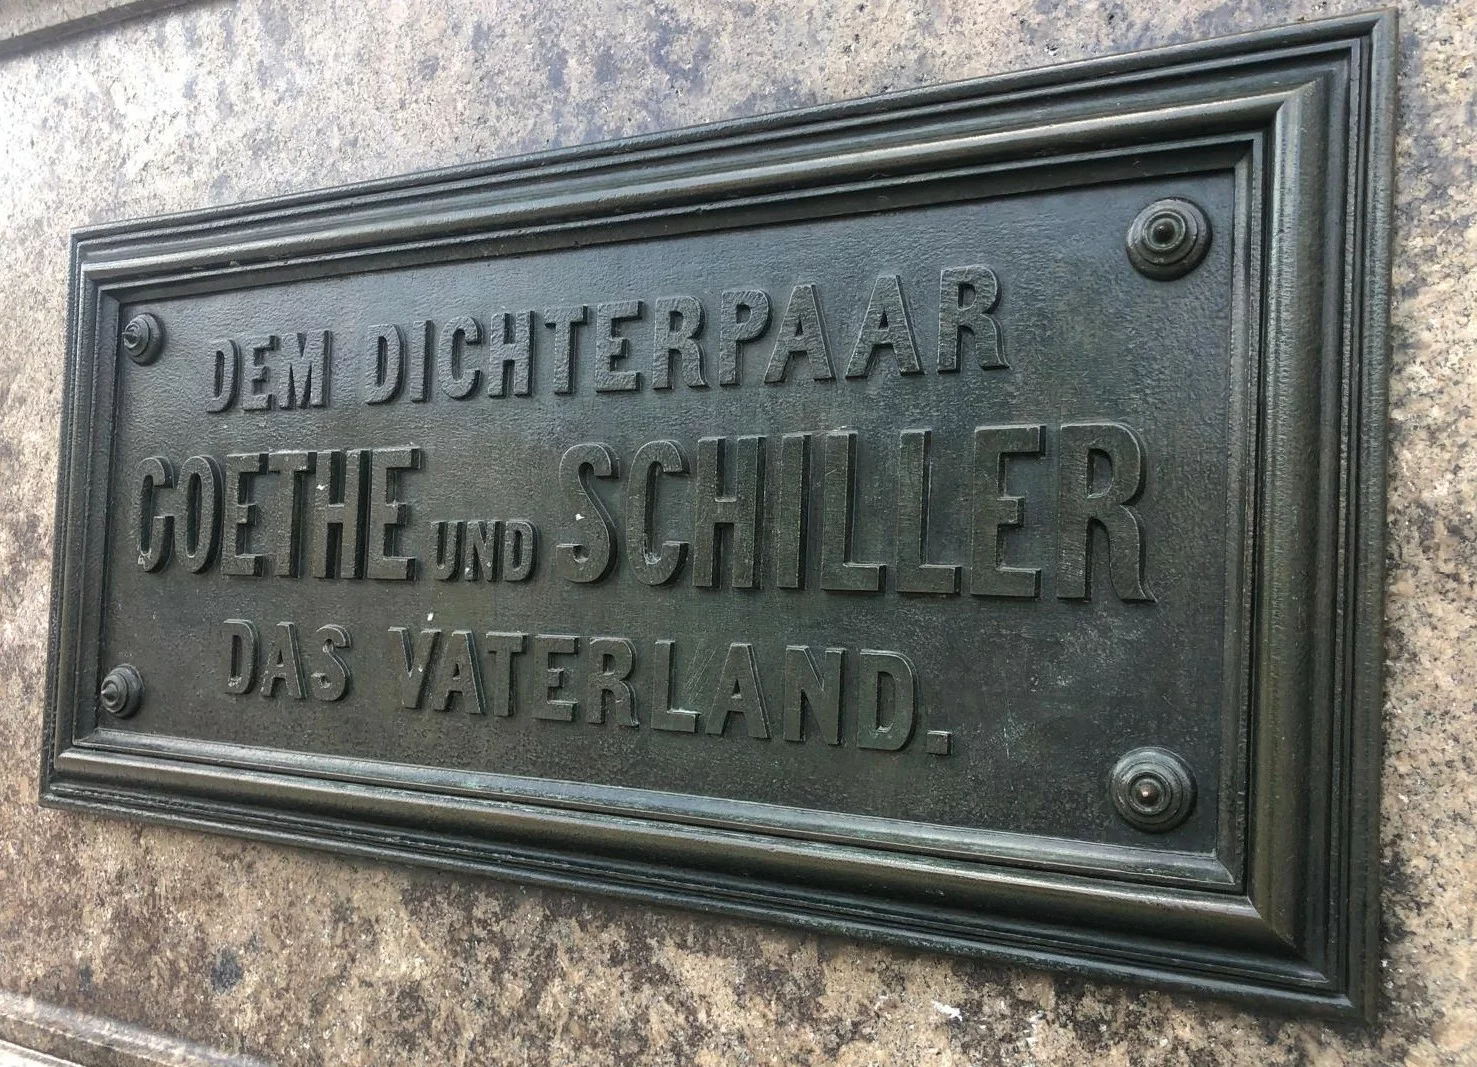 DEM DICHTERPAAR
GOETHE UND SCHILLER
DAS VATERLAND.